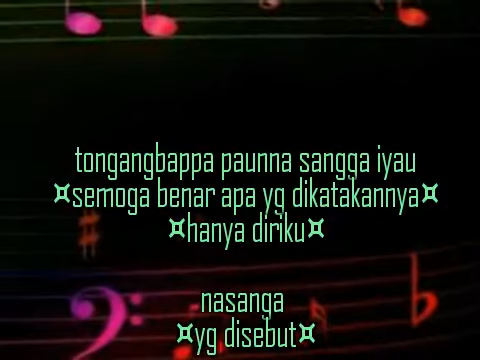 tongangbappa paunna sangga iyau
¤semoga benar apa yg dikatakannya¤
¤hanya diriku¤
nasanga
¤yg disebut¤